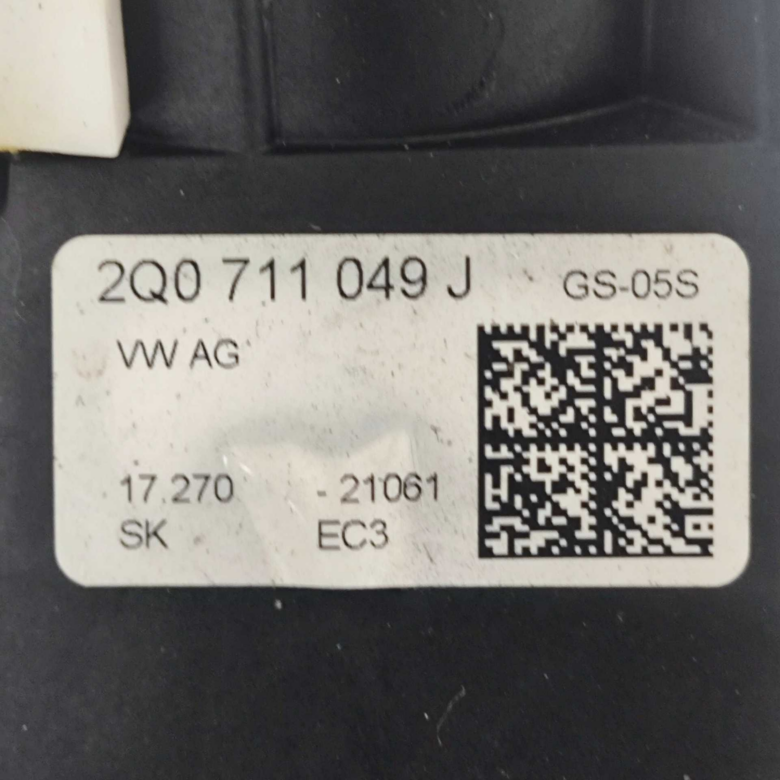 2Q0 711 049 J GS-05S
VW AG
17.270 - 21061
SK EC3